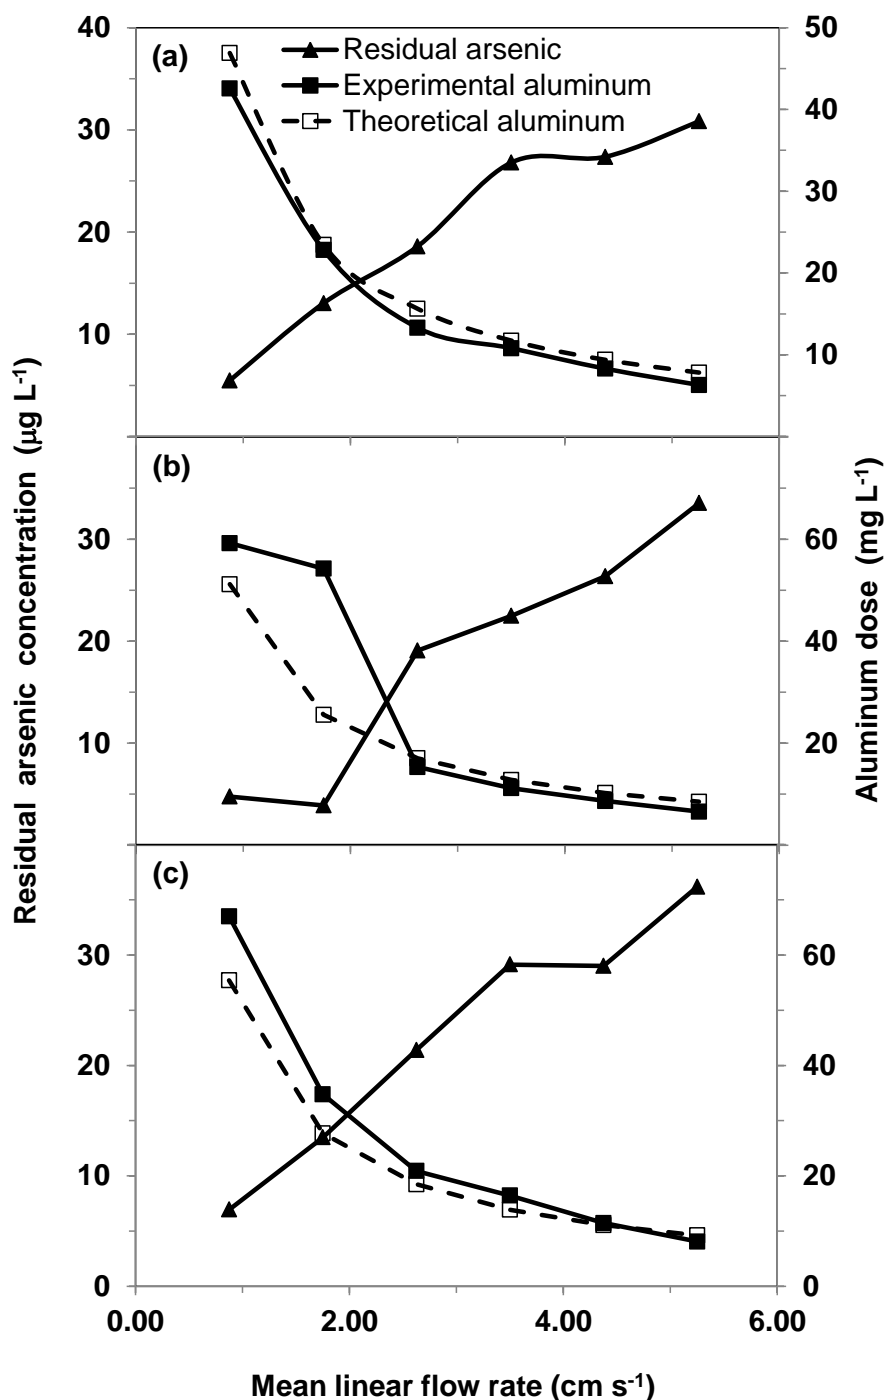 (a)
Residual arsenic
Experimental aluminum
Theoretical aluminum
40
30
20
10
50
40
30
20
10
(b)
30
20
10
60
40
20
(c)
30
20
10
0
60
40
20
0
0.00 2.00 4.00 6.00
Mean linear flow rate (cm s⁻¹)
Residual arsenic concentration (µg L⁻¹)
Aluminum dose (mg L⁻¹)